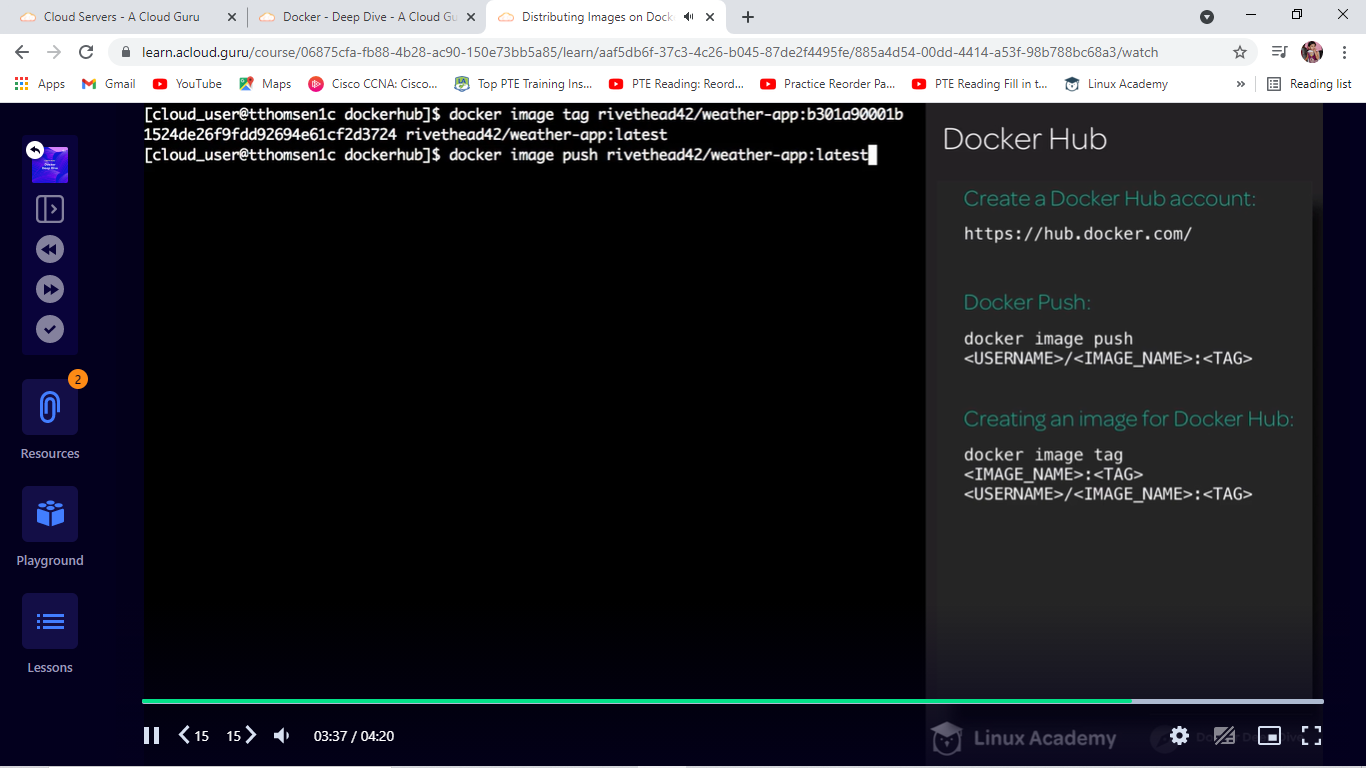 Cloud Servers - A Cloud Guru
Docker - Deep Dive - A Cloud Gu
Distributing Images on Dock
learn.acloud.guru/course/06875cfa-fb88-4b28-ac90-150e73bb5a85/learn/aaf5db6f-37c3-4c26-b045-87de2f4495fe/885a4d54-00dd-4414-a53f-98b788bc68a3/watch
Apps Gmail YouTube Maps Cisco CCNA: Cisco... Top PTE Training Ins... PTE Reading: Reord... Practice Reorder Pa... PTE Reading Fill in t... Linux Academy » Reading list
[cloud_user@tthomsen1c dockerhub]$ docker image tag rivethead42/weather-app:b301a90001b
1524de26f9fdd92694e61cf2d3724 rivethead42/weather-app:latest
[cloud_user@tthomsen1c dockerhub]$ docker image push rivethead42/weather-app:latest
Docker Hub
Create a Docker Hub account:
https://hub.docker.com/
Docker Push:
docker image push
<USERNAME>/<IMAGE_NAME>:<TAG>
Creating an image for Docker Hub:
docker image tag
<IMAGE_NAME>:<TAG>
<USERNAME>/<IMAGE_NAME>:<TAG>
2
Resources
Playground
Lessons
15 15 03:37 / 04:20
Linux Academy